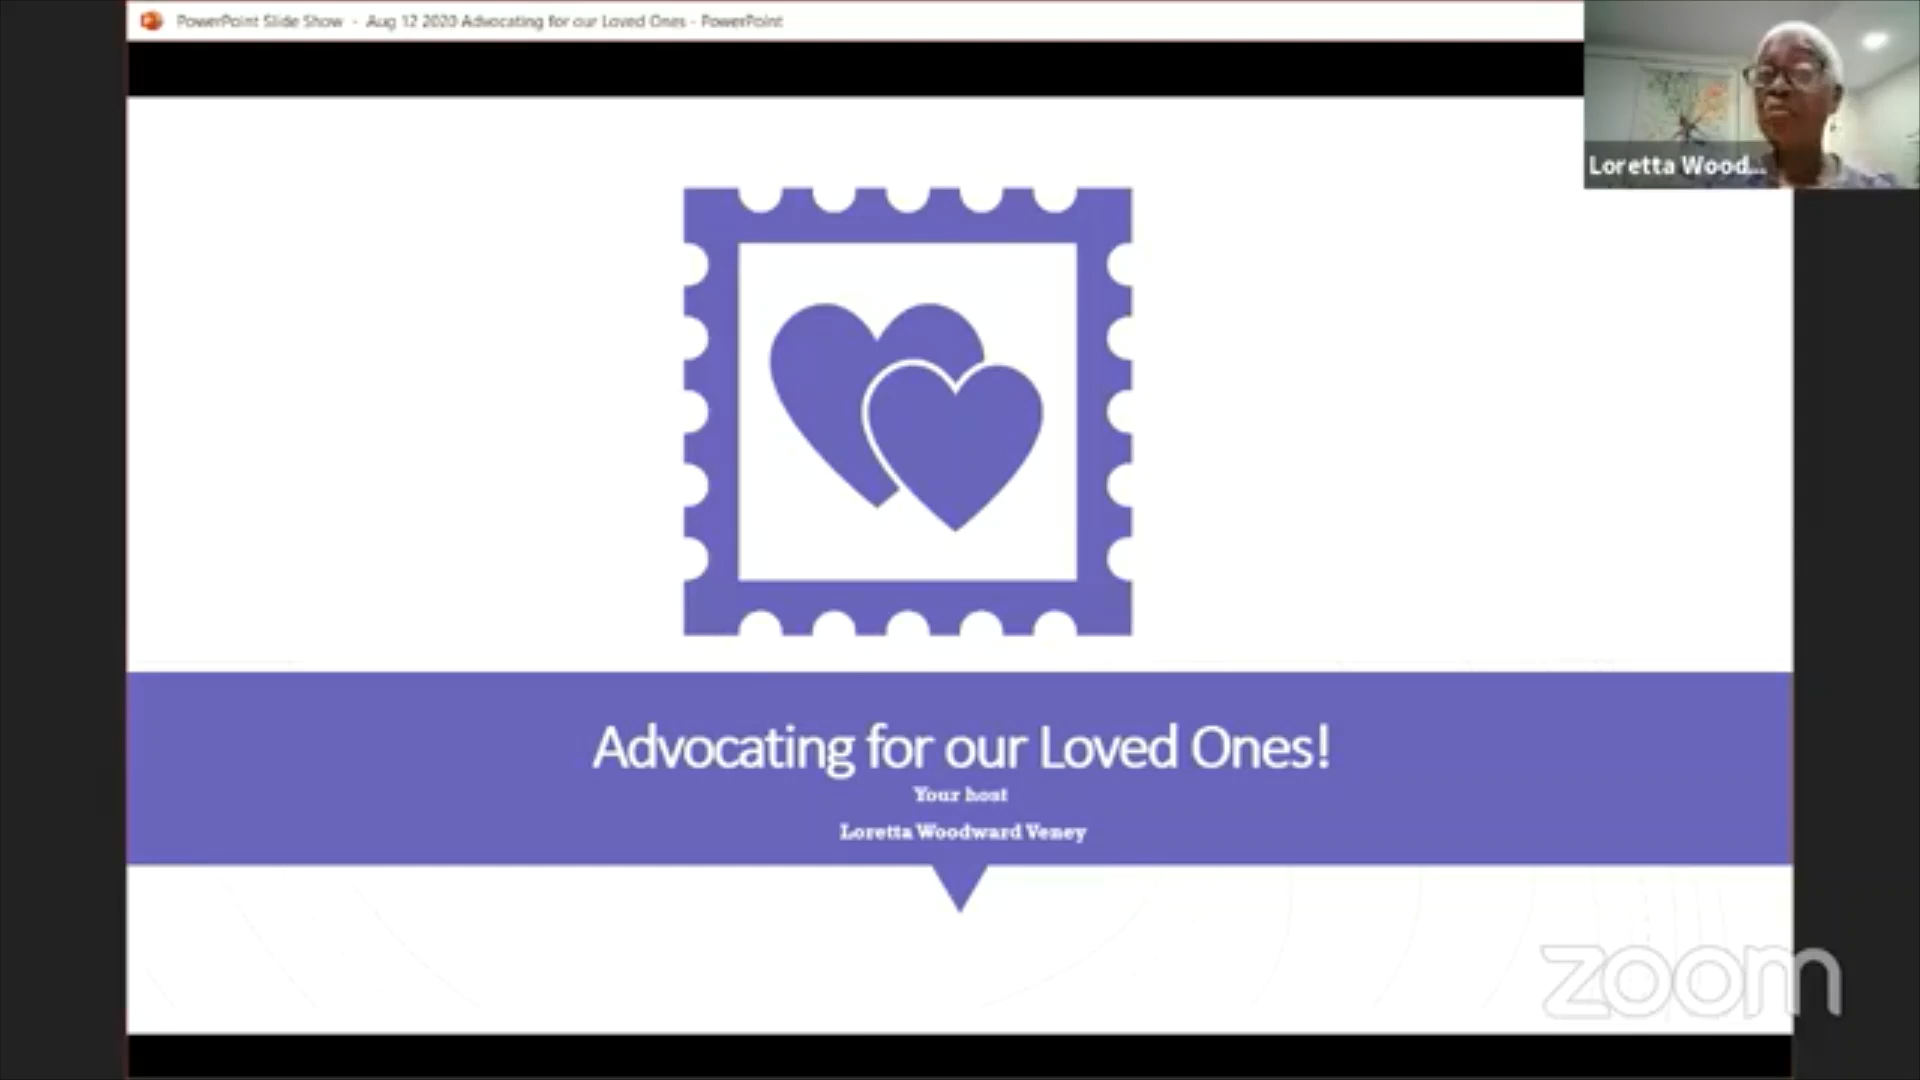 PowerPoint Slide Show - Aug 12 2020 Advocating for our Loved Ones - PowerPoint
Loretta Wood...
Advocating for our Loved Ones!
Your host
Loretta Woodward Veney
zoom